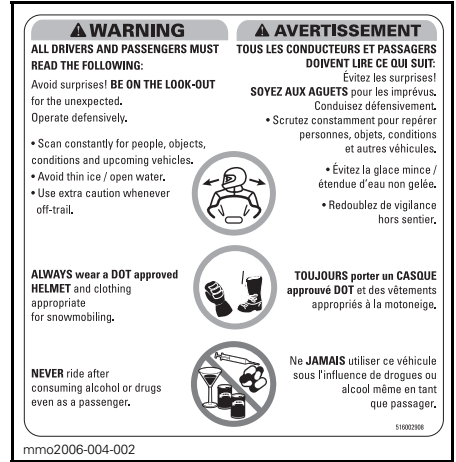 WARNING
ALL DRIVERS AND PASSENGERS MUST
READ THE FOLLOWING:
Avoid surprises! BE ON THE LOOK-OUT
for the unexpected.
Operate defensively.
• Scan constantly for people, objects,
conditions and upcoming vehicles.
• Avoid thin ice / open water.
• Use extra caution whenever
off-trail.
ALWAYS wear a DOT approved
HELMET and clothing
appropriate
for snowmobiling.
NEVER ride after
consuming alcohol or drugs
even as a passenger.
AVERTISSEMENT
TOUS LES CONDUCTEURS ET PASSAGERS
DOIVENT LIRE CE QUI SUIT:
Évitez les surprises!
SOYEZ AUX AGUETS pour les imprévus.
Conduisez défensivement.
• Scrutez constamment pour repérer
personnes, objets, conditions
et autres véhicules.
• Évitez la glace mince /
étendue d'eau non gelée.
• Redoublez de vigilance
hors sentier.
TOUJOURS porter un CASQUE
approuvé DOT et des vêtements
appropriés à la motoneige.
Ne JAMAIS utiliser ce véhicule
sous l'influence de drogues ou
alcool même en tant
que passager.
516002908
mmo2006-004-002